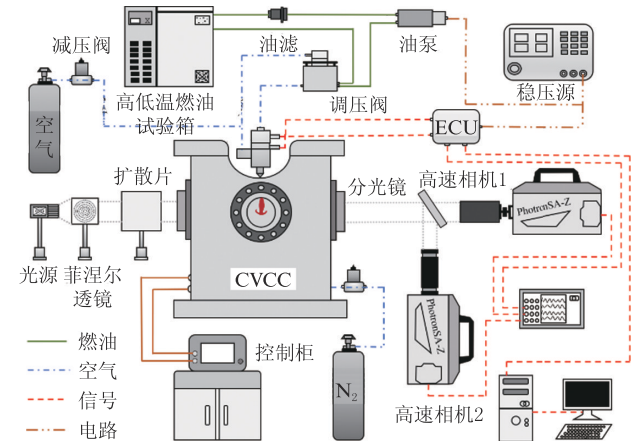 减压阀
油滤
油泵
空气
高低温燃油
试验箱
调压阀
稳压源
ECU
扩散片
分光镜
高速相机1
PhotronSA-Z
光源
菲涅尔
透镜
CVCC
PhotronSA-Z
燃油
空气
信号
电路
控制柜
N₂
高速相机2